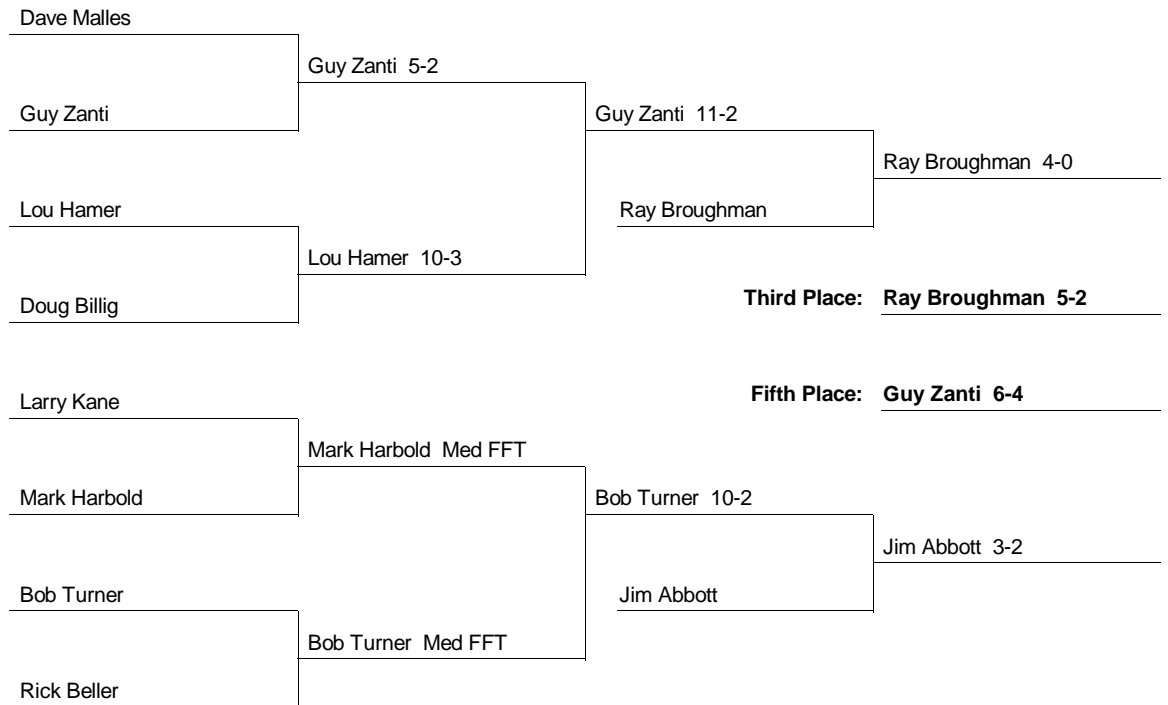 Dave Malles
Guy Zanti 5-2
Guy Zanti
Guy Zanti 11-2
Ray Broughman 4-0
Lou Hamer
Ray Broughman
Lou Hamer 10-3
Doug Billig
Third Place: Ray Broughman 5-2
Larry Kane
Fifth Place: Guy Zanti 6-4
Mark Harbold Med FFT
Mark Harbold
Bob Turner 10-2
Jim Abbott 3-2
Bob Turner
Jim Abbott
Bob Turner Med FFT
Rick Beller